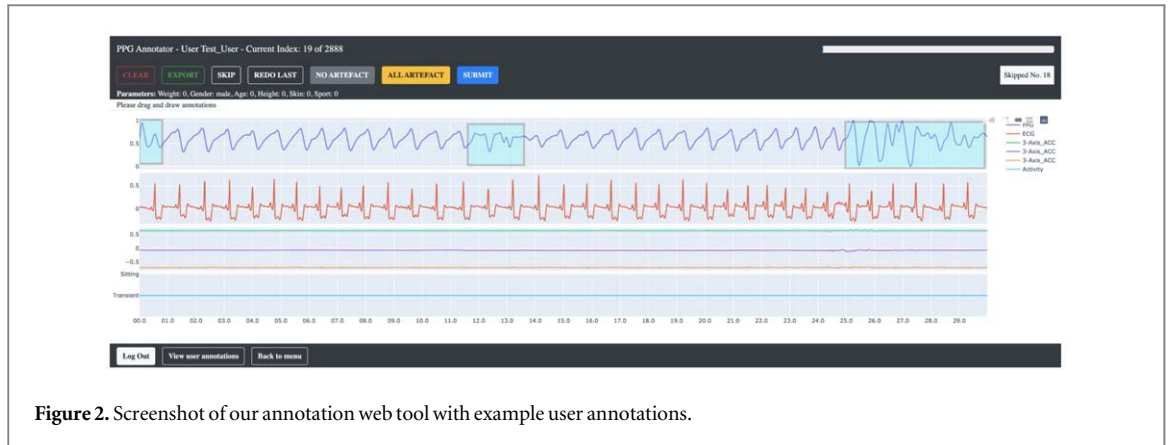 PPG Annotator - User Test_User - Current Index: 19 of 2888
CLEAR EXPORT SKIP REDO LAST NO ARTEFACT ALL ARTEFACT SUBMIT Skipped No. 18
Parameters: Weight: 0, Gender: male, Age: 0, Height: 0, Skin: 0, Sport: 0
Please drag and draw annotations
1
0.5
0
PPG
ECG
3-Axis_ACC
3-Axis_ACC
3-Axis_ACC
Activity
0.5
0
0.5
0
−0.5
Sitting
Transient
00.0 01.0 02.0 03.0 04.0 05.0 06.0 07.0 08.0 09.0 10.0 11.0 12.0 13.0 14.0 15.0 16.0 17.0 18.0 19.0 20.0 21.0 22.0 23.0 24.0 25.0 26.0 27.0 28.0 29.0
Log Out View user annotations Back to menu
Figure 2. Screenshot of our annotation web tool with example user annotations.